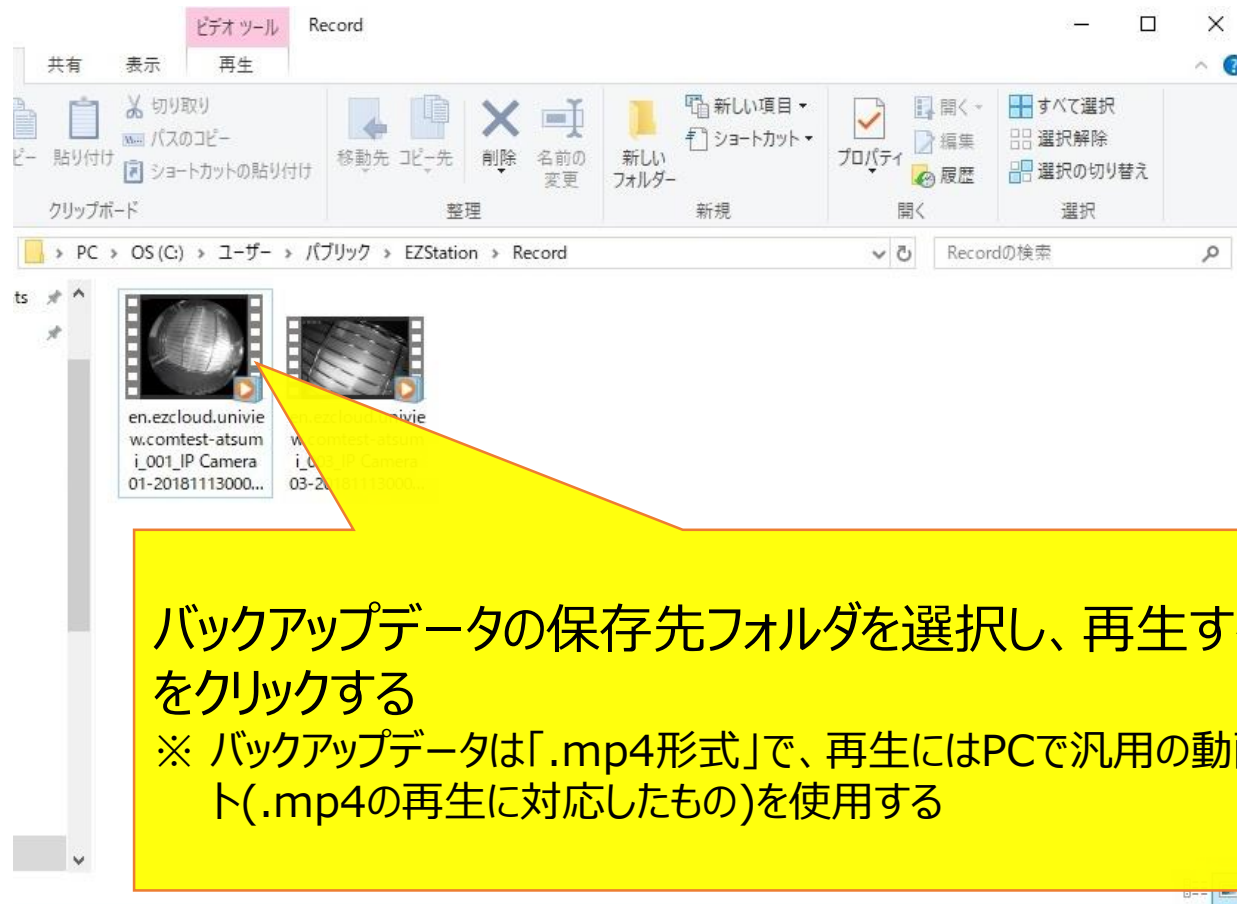 ビデオ ツール Record
共有 表示 再生
切り取り
パスのコピー
ショートカットの貼り付け
ピー 貼り付け
移動先 コピー先 削除 名前の変更
新しいフォルダー
新しい項目
ショートカット
プロパティ
開く
編集
履歴
すべて選択
選択解除
選択の切り替え
クリップボード 整理 新規 開く 選択
PC > OS (C:) > ユーザー > パブリック > EZStation > Record
Recordの検索
ts
en.ezcloud.univie
w.comtest-atsum
i_001_IP Camera
01-20181113000...
en.ezcloud.univie
w.comtest-atsum
i_003_IP Camera
03-20181113000...
バックアップデータの保存先フォルダを選択し、再生す
をクリックする
※ バックアップデータは「.mp4形式」で、再生にはPCで汎用の動
ト(.mp4の再生に対応したもの)を使用する